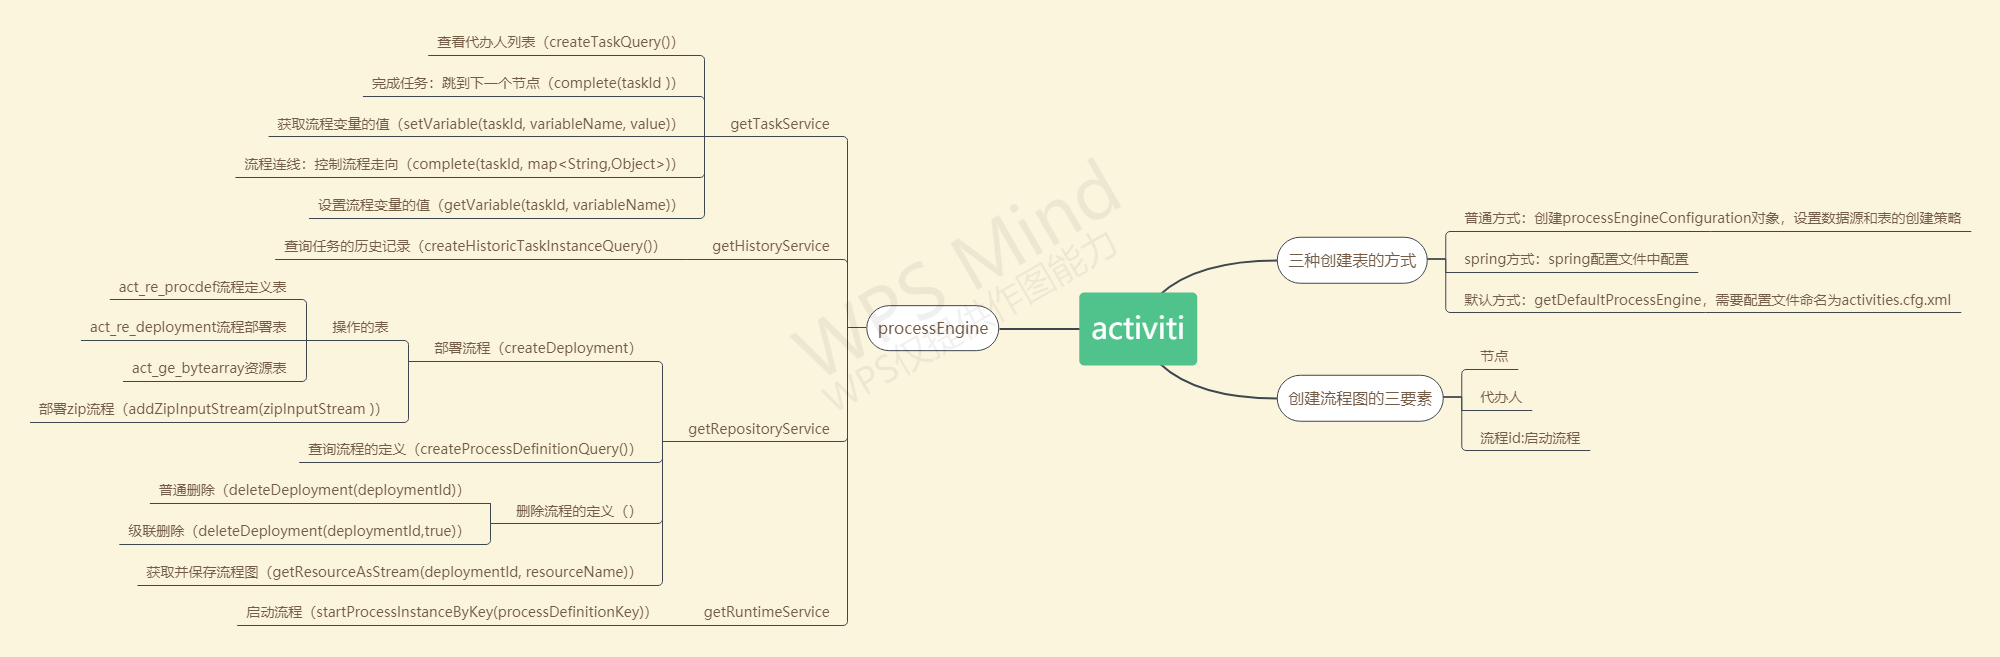 activiti
三种创建表的方式
普通方式：创建processEngineConfiguration对象，设置数据源和表的创建策略
spring方式：spring配置文件中配置
默认方式：getDefaultProcessEngine，需要配置文件命名为activities.cfg.xml
创建流程图的三要素
节点
代办人
流程id:启动流程
processEngine
getTaskService
查看代办人列表（createTaskQuery()）
完成任务：跳到下一个节点（complete(taskId )）
获取流程变量的值（setVariable(taskId, variableName, value)）
流程连线：控制流程走向（complete(taskId, map<String,Object>)）
设置流程变量的值（getVariable(taskId, variableName)）
getHistoryService
查询任务的历史记录（createHistoricTaskInstanceQuery()）
getRepositoryService
部署流程（createDeployment）
操作的表
act_re_procdef流程定义表
act_re_deployment流程部署表
act_ge_bytearray资源表
部署zip流程（addZipInputStream(zipInputStream )）
查询流程的定义（createProcessDefinitionQuery()）
删除流程的定义（）
普通删除（deleteDeployment(deploymentId)）
级联删除（deleteDeployment(deploymentId,true)）
获取并保存流程图（getResourceAsStream(deploymentId, resourceName)）
getRuntimeService
启动流程（startProcessInstanceByKey(processDefinitionKey)）
WPS Mind
WPS仅提供作图能力